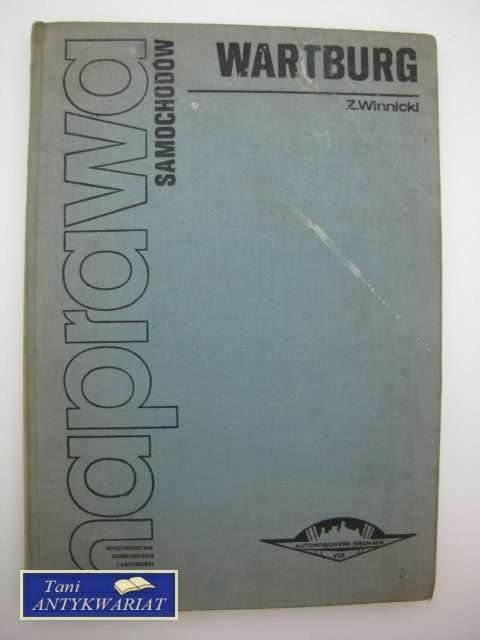 naprawa
SAMOCHODÓW
WARTBURG
Z.Winnicki
WYDAWNICTWA
KOMUNIKACJI
I ŁĄCZNOŚCI
AUTOMOBILWERK EISENACH
VEB
Tani
ANTYKWARIAT